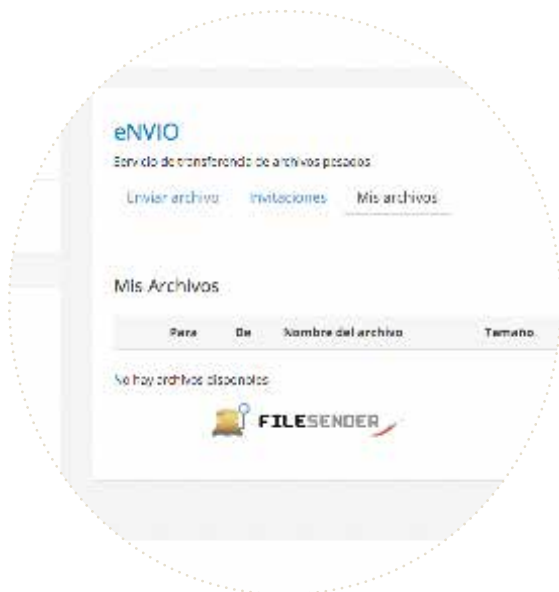 eNVIO
Servicio de transferencia de archivos pesados
Enviar archivo Invitaciones Mis archivos
Mis Archivos
Para De Nombre del archivo Tamaño
No hay archivos disponibles
FILESENDER